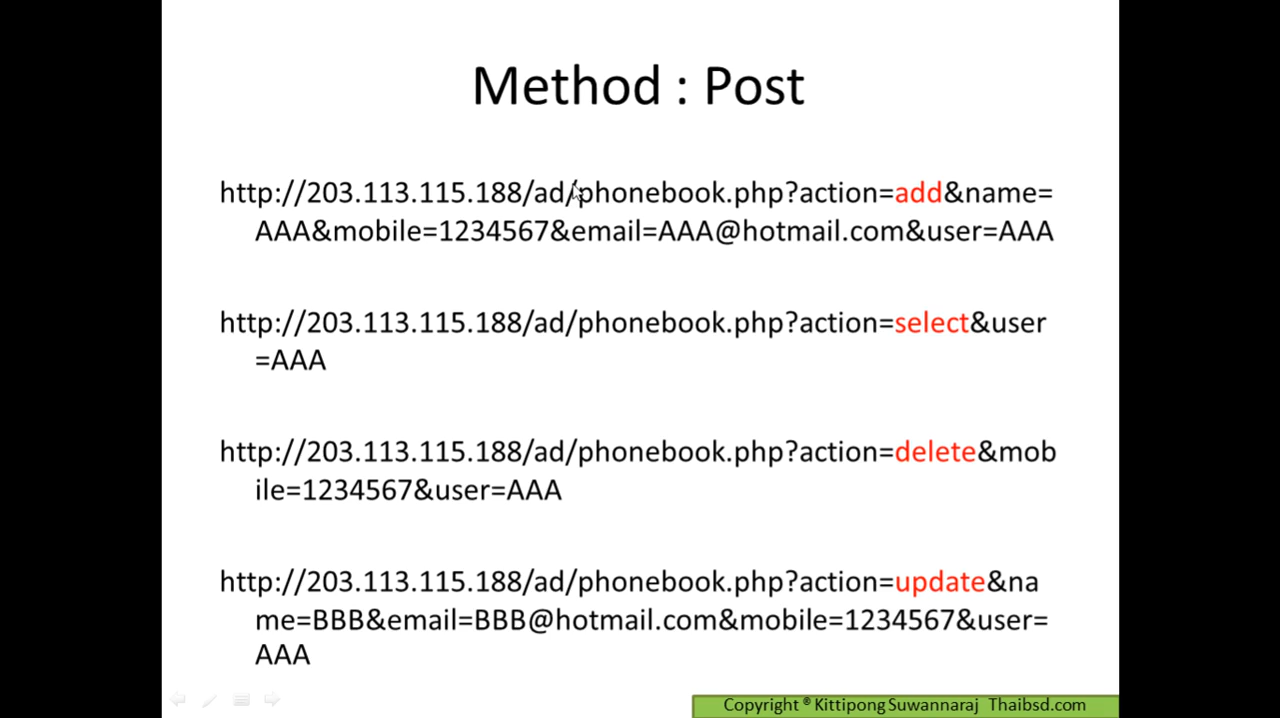 Method : Post
http://203.113.115.188/ad/phonebook.php?action=add&name=
AAA&mobile=1234567&email=AAA@hotmail.com&user=AAA
http://203.113.115.188/ad/phonebook.php?action=select&user
=AAA
http://203.113.115.188/ad/phonebook.php?action=delete&mob
ile=1234567&user=AAA
http://203.113.115.188/ad/phonebook.php?action=update&na
me=BBB&email=BBB@hotmail.com&mobile=1234567&user=
AAA
Copyright ® Kittipong Suwannaraj Thaibsd.com